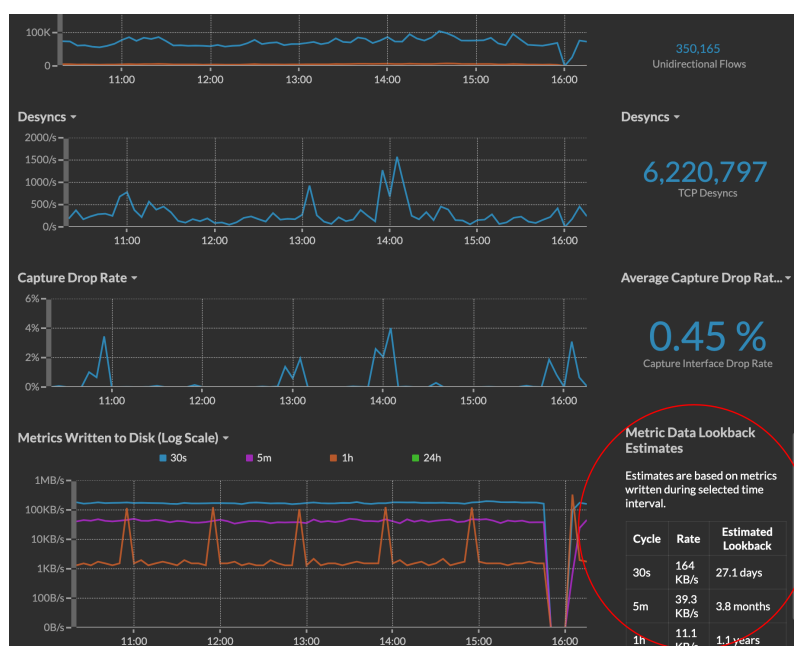 100K
0
11:00 12:00 13:00 14:00 15:00 16:00
350,165
Unidirectional Flows
Desyncs
2000/s
1500/s
1000/s
500/s
0/s
11:00 12:00 13:00 14:00 15:00 16:00
Desyncs
6,220,797
TCP Desyncs
Capture Drop Rate
6%
4%
2%
0%
11:00 12:00 13:00 14:00 15:00 16:00
Average Capture Drop Rat...
0.45 %
Capture Interface Drop Rate
Metrics Written to Disk (Log Scale)
30s 5m 1h 24h
1MB/s
100KB/s
10KB/s
1KB/s
100B/s
0B/s
11:00 12:00 13:00 14:00 15:00 16:00
Metric Data Lookback
Estimates
Estimates are based on metrics
written during selected time
interval.
Cycle Rate Estimated
Lookback
30s 164
KB/s 27.1 days
5m 39.3
KB/s 3.8 months
1h 11.1
KB/s 1.1 years